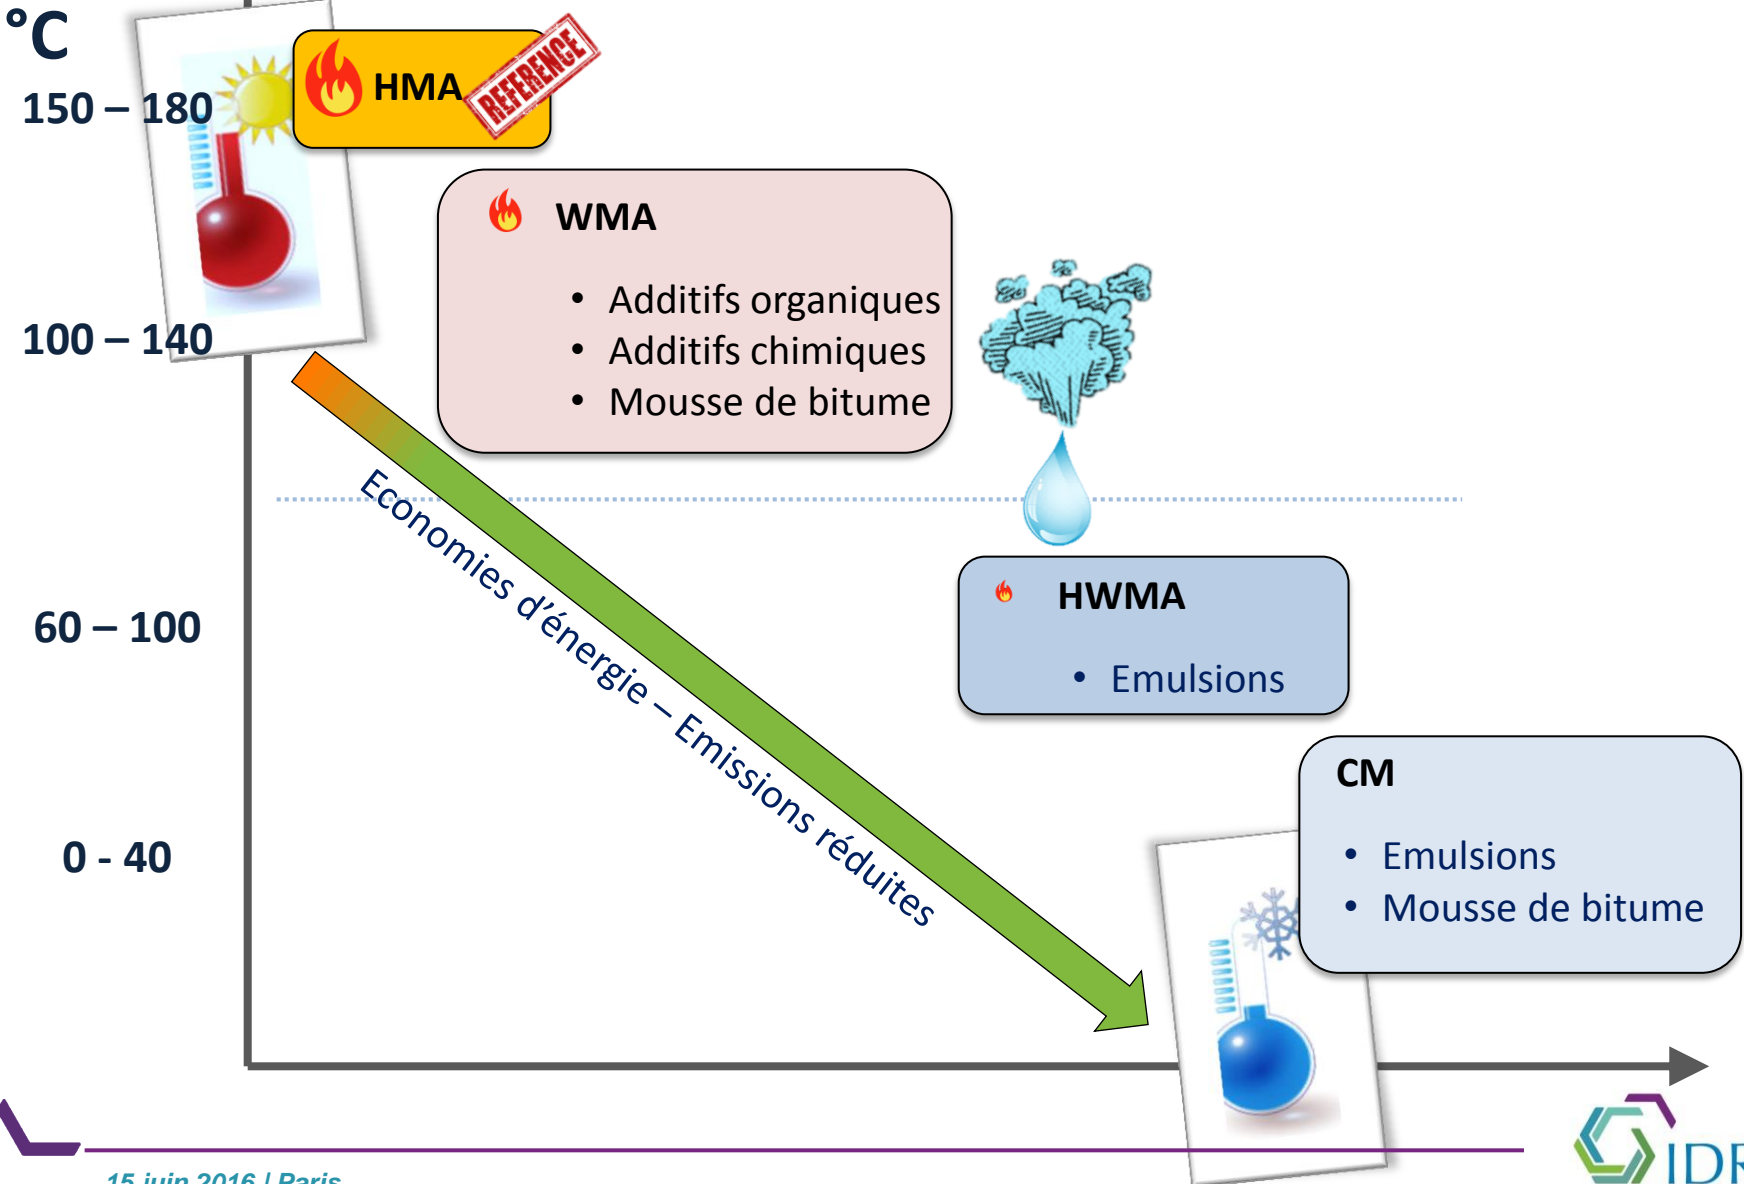 °C
150 – 180
HMA
REFERENCE
WMA
• Additifs organiques
• Additifs chimiques
• Mousse de bitume
100 – 140
Economies d'énergie – Emissions réduites
60 – 100
HWMA
• Emulsions
0 - 40
CM
• Emulsions
• Mousse de bitume
15 juin 2016 | Paris